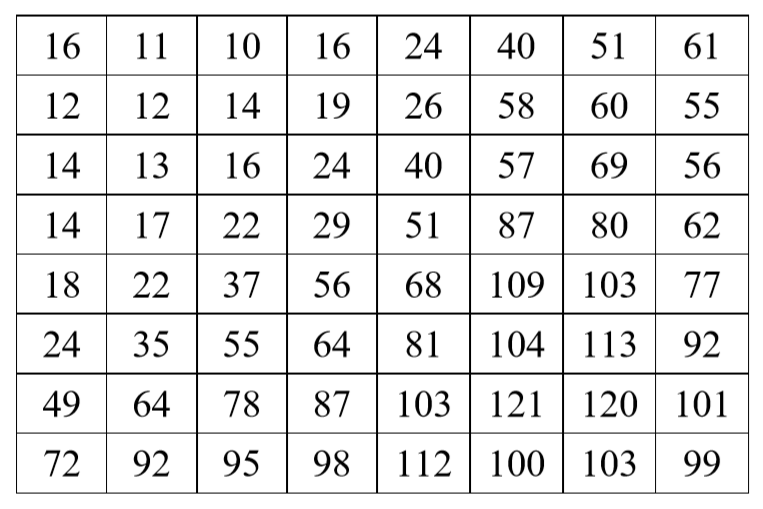 16 11 10 16 24 40 51 61
12 12 14 19 26 58 60 55
14 13 16 24 40 57 69 56
14 17 22 29 51 87 80 62
18 22 37 56 68 109 103 77
24 35 55 64 81 104 113 92
49 64 78 87 103 121 120 101
72 92 95 98 112 100 103 99